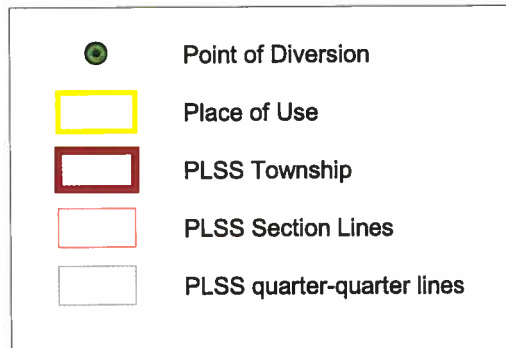 Point of Diversion
Place of Use
PLSS Township
PLSS Section Lines
PLSS quarter-quarter lines